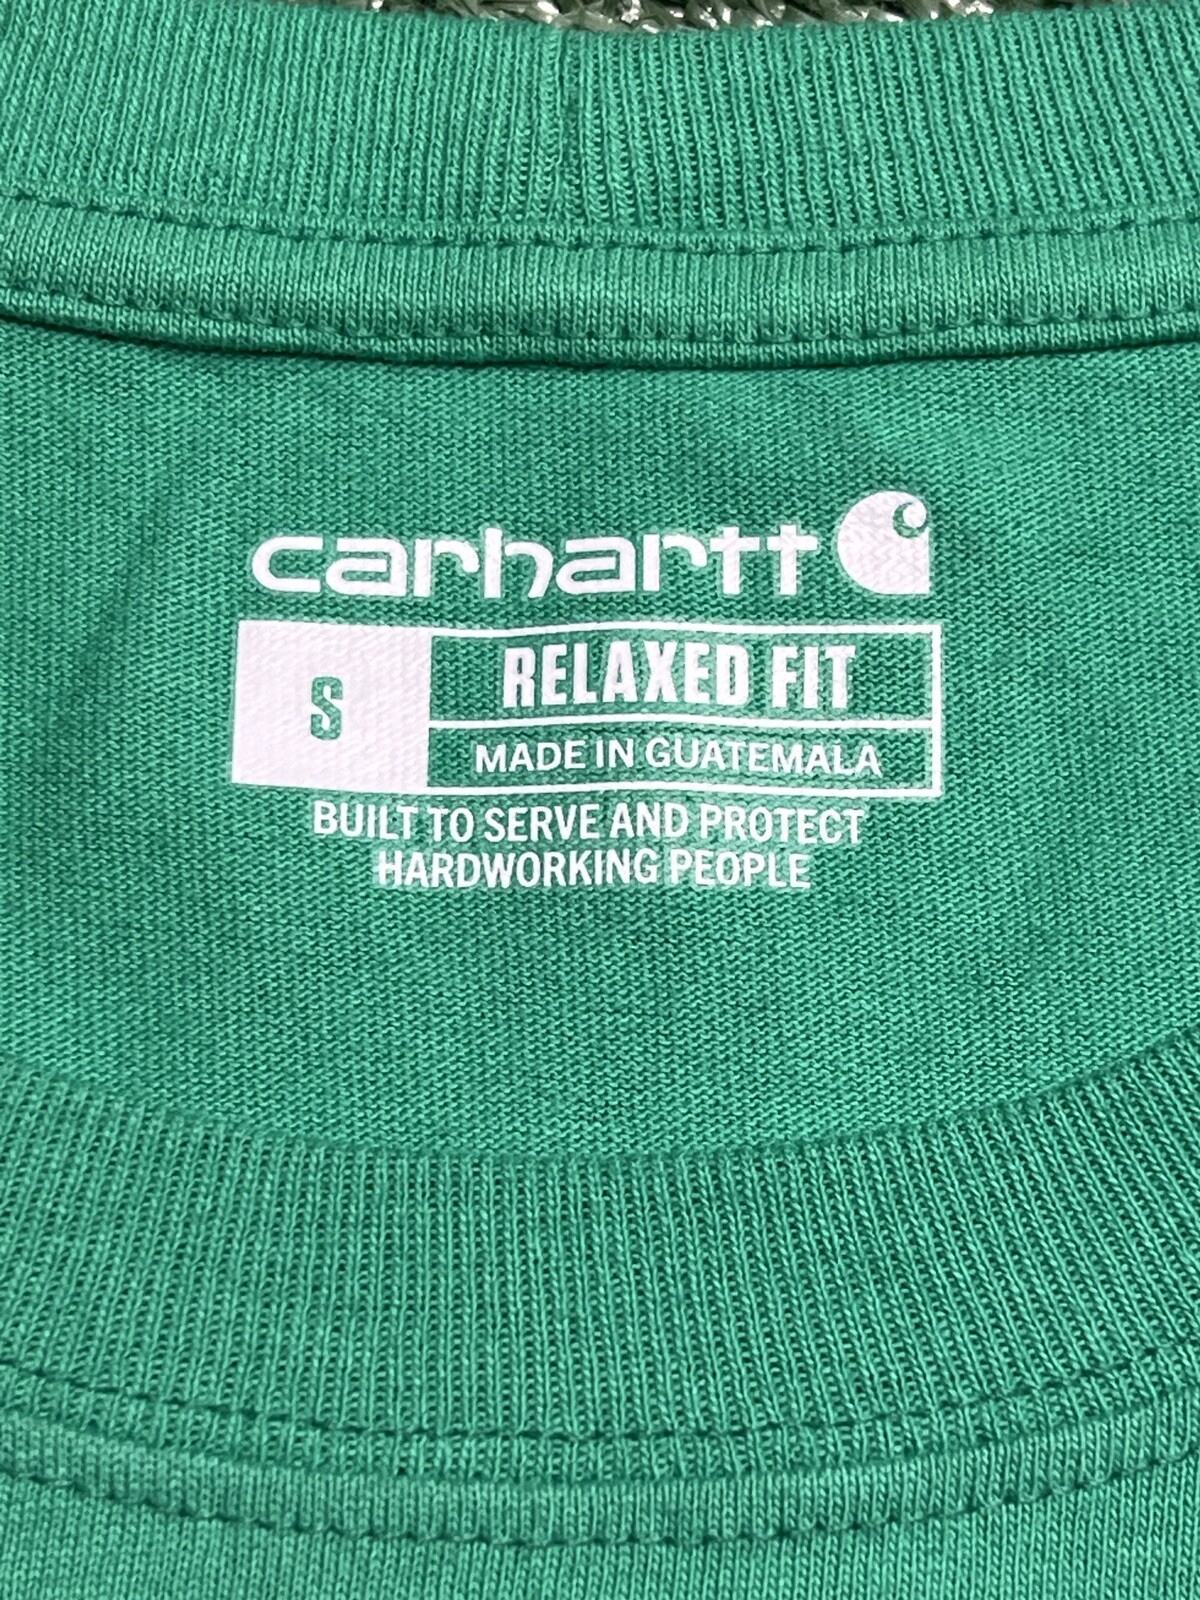 carhartt
S
RELAXED FIT
MADE IN GUATEMALA
BUILT TO SERVE AND PROTECT
HARDWORKING PEOPLE